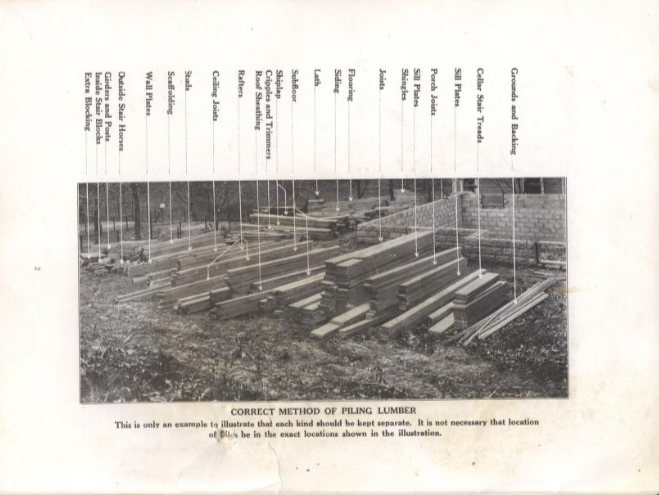 Extra Blocking
Inside Stair Blocks
Girders and Posts
Outside Stair Horses
Wall Plates
Scaffolding
Studs
Ceiling Joists
Rafters
Roof Sheathing
Cripples and Trimmers
Shiplap
Subfloor
Lath
Siding
Flooring
Joists
Shingles
Sill Plates
Porch Joists
Sill Plates
Cellar Stair Treads
Grounds and Backing
2
CORRECT METHOD OF PILING LUMBER
This is only an example to illustrate that each kind should be kept separate. It is not necessary that location
of piles be in the exact locations shown in the illustration.